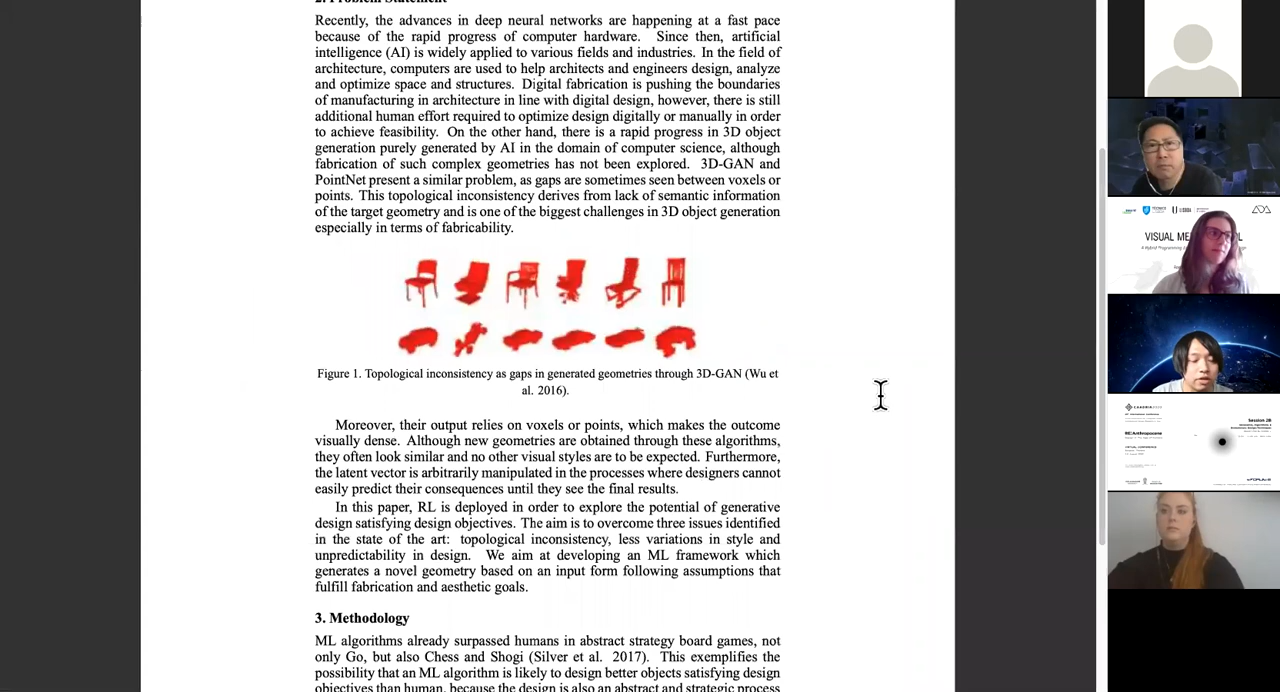 2. Problem Statement
Recently, the advances in deep neural networks are happening at a fast pace
because of the rapid progress of computer hardware. Since then, artificial
intelligence (AI) is widely applied to various fields and industries. In the field of
architecture, computers are used to help architects and engineers design, analyze
and optimize space and structures. Digital fabrication is pushing the boundaries
of manufacturing in architecture in line with digital design, however, there is still
additional human effort required to optimize design digitally or manually in order
to achieve feasibility. On the other hand, there is a rapid progress in 3D object
generation purely generated by AI in the domain of computer science, although
fabrication of such complex geometries has not been explored. 3D-GAN and
PointNet present a similar problem, as gaps are sometimes seen between voxels or
points. This topological inconsistency derives from lack of semantic information
of the target geometry and is one of the biggest challenges in 3D object generation
especially in terms of fabricability.
Figure 1. Topological inconsistency as gaps in generated geometries through 3D-GAN (Wu et
al. 2016).
Moreover, their output relies on voxels or points, which makes the outcome
visually dense. Although new geometries are obtained through these algorithms,
they often look similar and no other visual styles are to be expected. Furthermore,
the latent vector is arbitrarily manipulated in the processes where designers cannot
easily predict their consequences until they see the final results.
In this paper, RL is deployed in order to explore the potential of generative
design satisfying design objectives. The aim is to overcome three issues identified
in the state of the art: topological inconsistency, less variations in style and
unpredictability in design. We aim at developing an ML framework which
generates a novel geometry based on an input form following assumptions that
fulfill fabrication and aesthetic goals.
3. Methodology
ML algorithms already surpassed humans in abstract strategy board games, not
only Go, but also Chess and Shogi (Silver et al. 2017). This exemplifies the
possibility that an ML algorithm is likely to design better objects satisfying design
objectives than human, because the design is also an abstract and strategic process
VISUAL ME
L
Session 2B